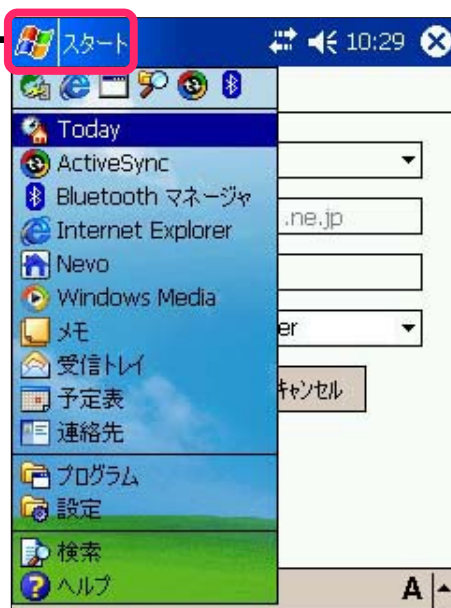 スタート 10:29
Today
ActiveSync
Bluetooth マネージャ
Internet Explorer
.ne.jp
Nevo
Windows Media
メモ
er
受信トレイ
予定表
キャンセル
連絡先
プログラム
設定
検索
ヘルプ
A